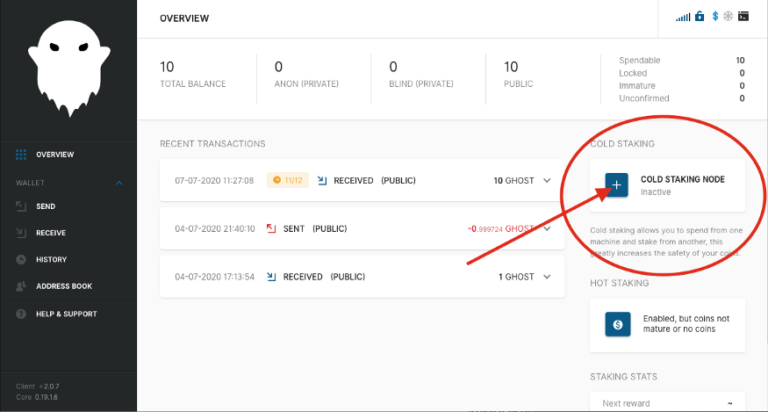 OVERVIEW
10
TOTAL BALANCE
0
ANON (PRIVATE)
0
BLIND (PRIVATE)
10
PUBLIC
Spendable 10
Locked 0
Immature 0
Unconfirmed 0
OVERVIEW
WALLET
SEND
RECEIVE
HISTORY
ADDRESS BOOK
HELP & SUPPORT
Client v 2.0.7
Core 0.19.1.6
RECENT TRANSACTIONS
07-07-2020 11:27:08 11/12 RECEIVED (PUBLIC) 10 GHOST
04-07-2020 21:40:10 SENT (PUBLIC) -0.999724 GHOST
04-07-2020 17:13:54 RECEIVED (PUBLIC) 1 GHOST
COLD STAKING
COLD STAKING NODE
Inactive
Cold staking allows you to spend from one
machine and stake from another, this
greatly increases the safety of your coins.
HOT STAKING
Enabled, but coins not
mature or no coins
STAKING STATS
Next reward ~